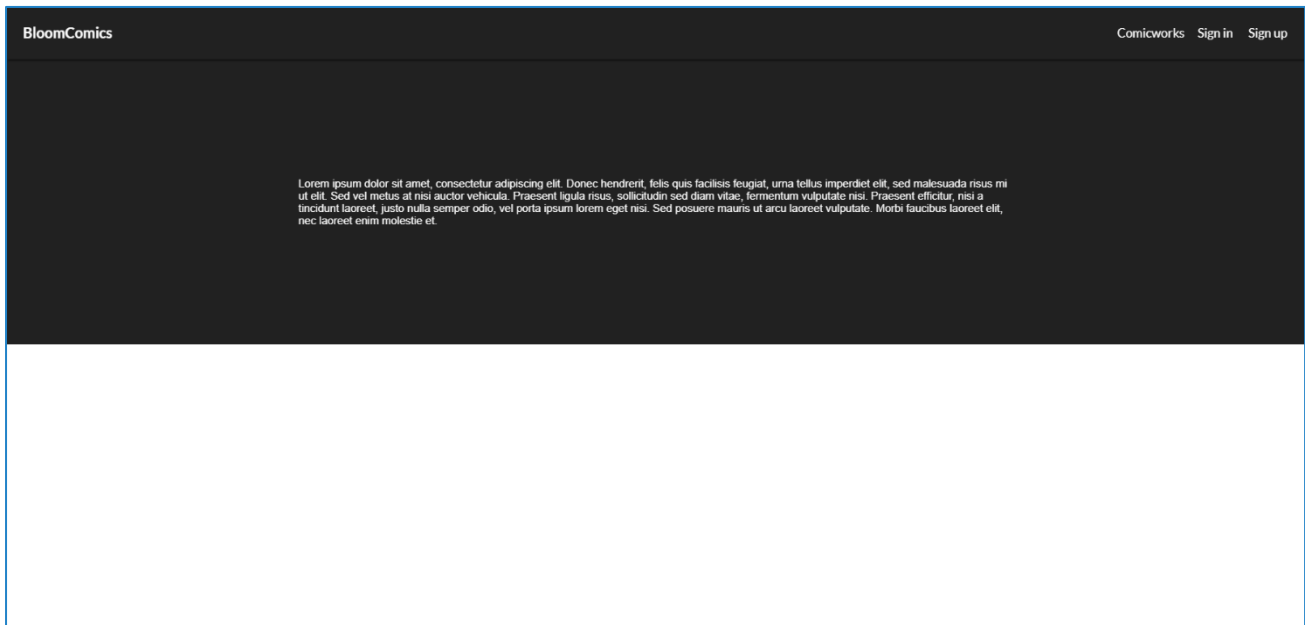 BloomComics
Comicworks Sign in Sign up
Lorem ipsum dolor sit amet, consectetur adipiscing elit. Donec hendrerit, felis quis facilisis feugiat, urna tellus imperdiet elit, sed malesuada risus mi
ut elit. Sed vel metus at nisi auctor vehicula. Praesent ligula risus, sollicitudin sed diam vitae, fermentum vulputate nisi. Praesent efficitur, nisi a
tincidunt laoreet, justo nulla semper odio, vel porta ipsum lorem eget nisi. Sed posuere mauris ut arcu laoreet vulputate. Morbi faucibus laoreet elit,
nec laoreet enim molestie et.